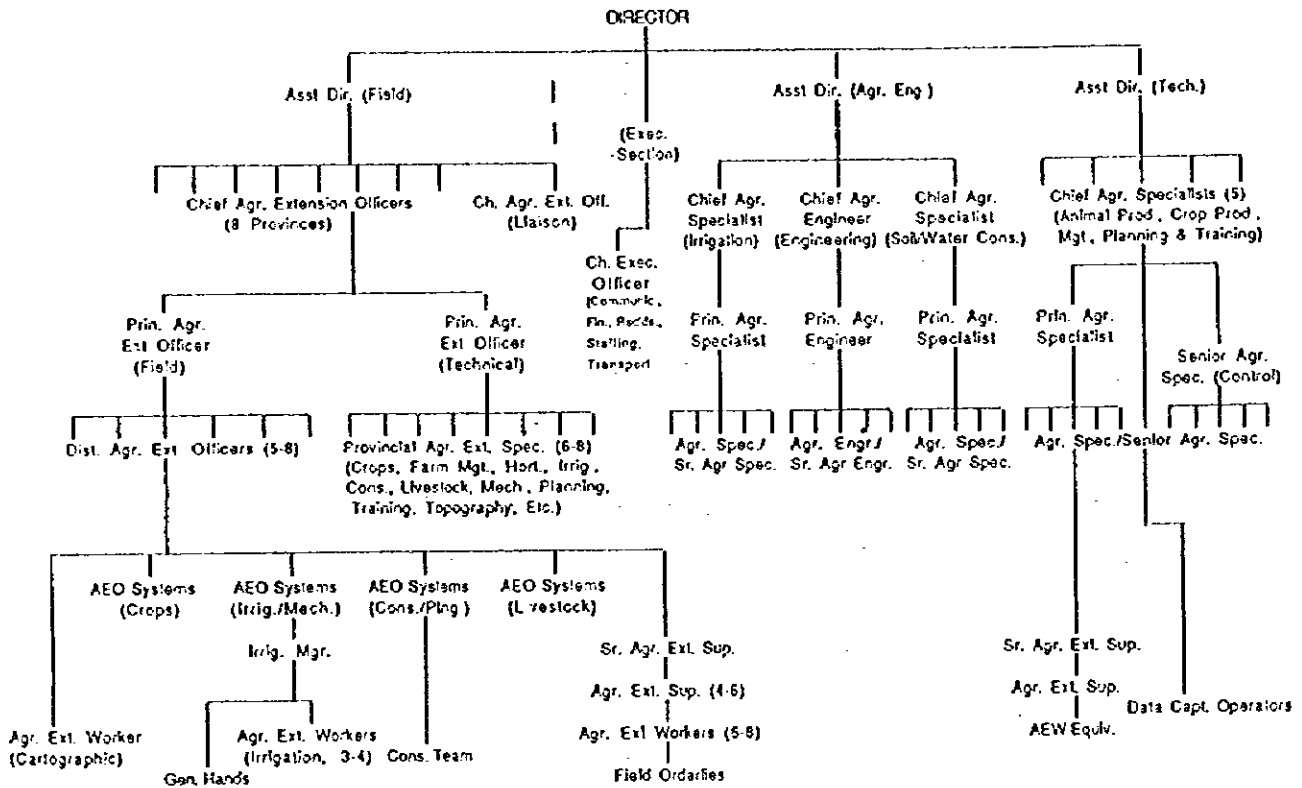 DIRECTOR
Asst Dir. (Field)
Asst Dir. (Agr. Eng.)
Asst Dir. (Tech.)
(Exec.
-Section)
Chief Agr. Extension Officers
(8 Provinces)
Ch. Agr. Ext. Off.
(Liaison)
Chief Agr.
Specialist
(Irrigation)
Chief Agr.
Engineer
(Engineering)
Chief Agr.
Specialist
(Soil/Water Cons.)
Chief Agr. Specialists (5)
(Animal Prod., Crop Prod.,
Mgt., Planning & Training)
Ch. Exec.
Officer
Fin.,
Staffing,
Transport
Prin. Agr.
Ext Officer
(Field)
Prin. Agr.
Ext Officer
(Technical)
Prin. Agr.
Specialist
Prin. Agr.
Engineer
Prin. Agr.
Specialist
Prin. Agr.
Specialist
Senior Agr.
Spec. (Control)
Dist. Agr. Ext. Officers (5-8)
Provincial Agr. Ext. Spec. (6-8)
(Crops, Farm Mgt., Hort., Irrig.,
Cons., Livestock, Mech., Planning,
Training, Topography, Etc.)
Agr. Spec./
Sr. Agr Spec.
Agr. Engr./
Sr. Agr Engr.
Agr. Spec./
Sr. Agr Spec.
Agr. Spec./Senior Agr. Spec.
AEO Systems
(Crops)
AEO Systems
(Irrig./Mech.)
AEO Systems
(Cons./Plng.)
AEO Systems
(Livestock)
Irrig. Mgr.
Sr. Agr. Ext. Sup.
Agr. Ext. Sup. (4-6)
Agr. Ext Workers (5-8)
Field Orderlies
Sr. Agr. Ext. Sup.
Agr. Ext. Sup.
AEW Equiv.
Data Capt. Operators
Agr. Ext. Worker
(Cartographic)
Gen. Hands
Agr. Ext. Workers
(Irrigation, 3-4)
Cons. Team